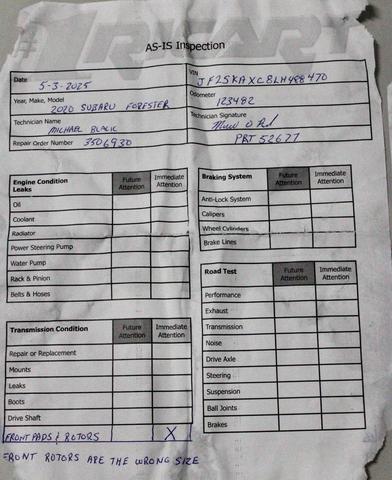 #1 RICART
AS-IS Inspection
Date 5-3-2025
VIN JF2SKAXC8LH488470
Year, Make, Model 2020 SUBARU FORESTER
Odometer 123482
Technician Name MICHAEL BLACK
Technician Signature
Repair Order Number 3506930
PRT 52677
Engine Condition
Leaks
Future Attention
Immediate Attention
Oil
Coolant
Radiator
Power Steering Pump
Water Pump
Rack & Pinion
Belts & Hoses
Braking System
Future Attention
Immediate Attention
Anti-Lock System
Calipers
Wheel Cylinders
Brake Lines
Transmission Condition
Future Attention
Immediate Attention
Repair or Replacement
Mounts
Leaks
Boots
Drive Shaft
FRONT PADS & ROTORS X
Road Test
Future Attention
Immediate Attention
Performance
Exhaust
Transmission
Noise
Drive Axle
Steering
Suspension
Ball Joints
Brakes
FRONT ROTORS ARE THE WRONG SIZE